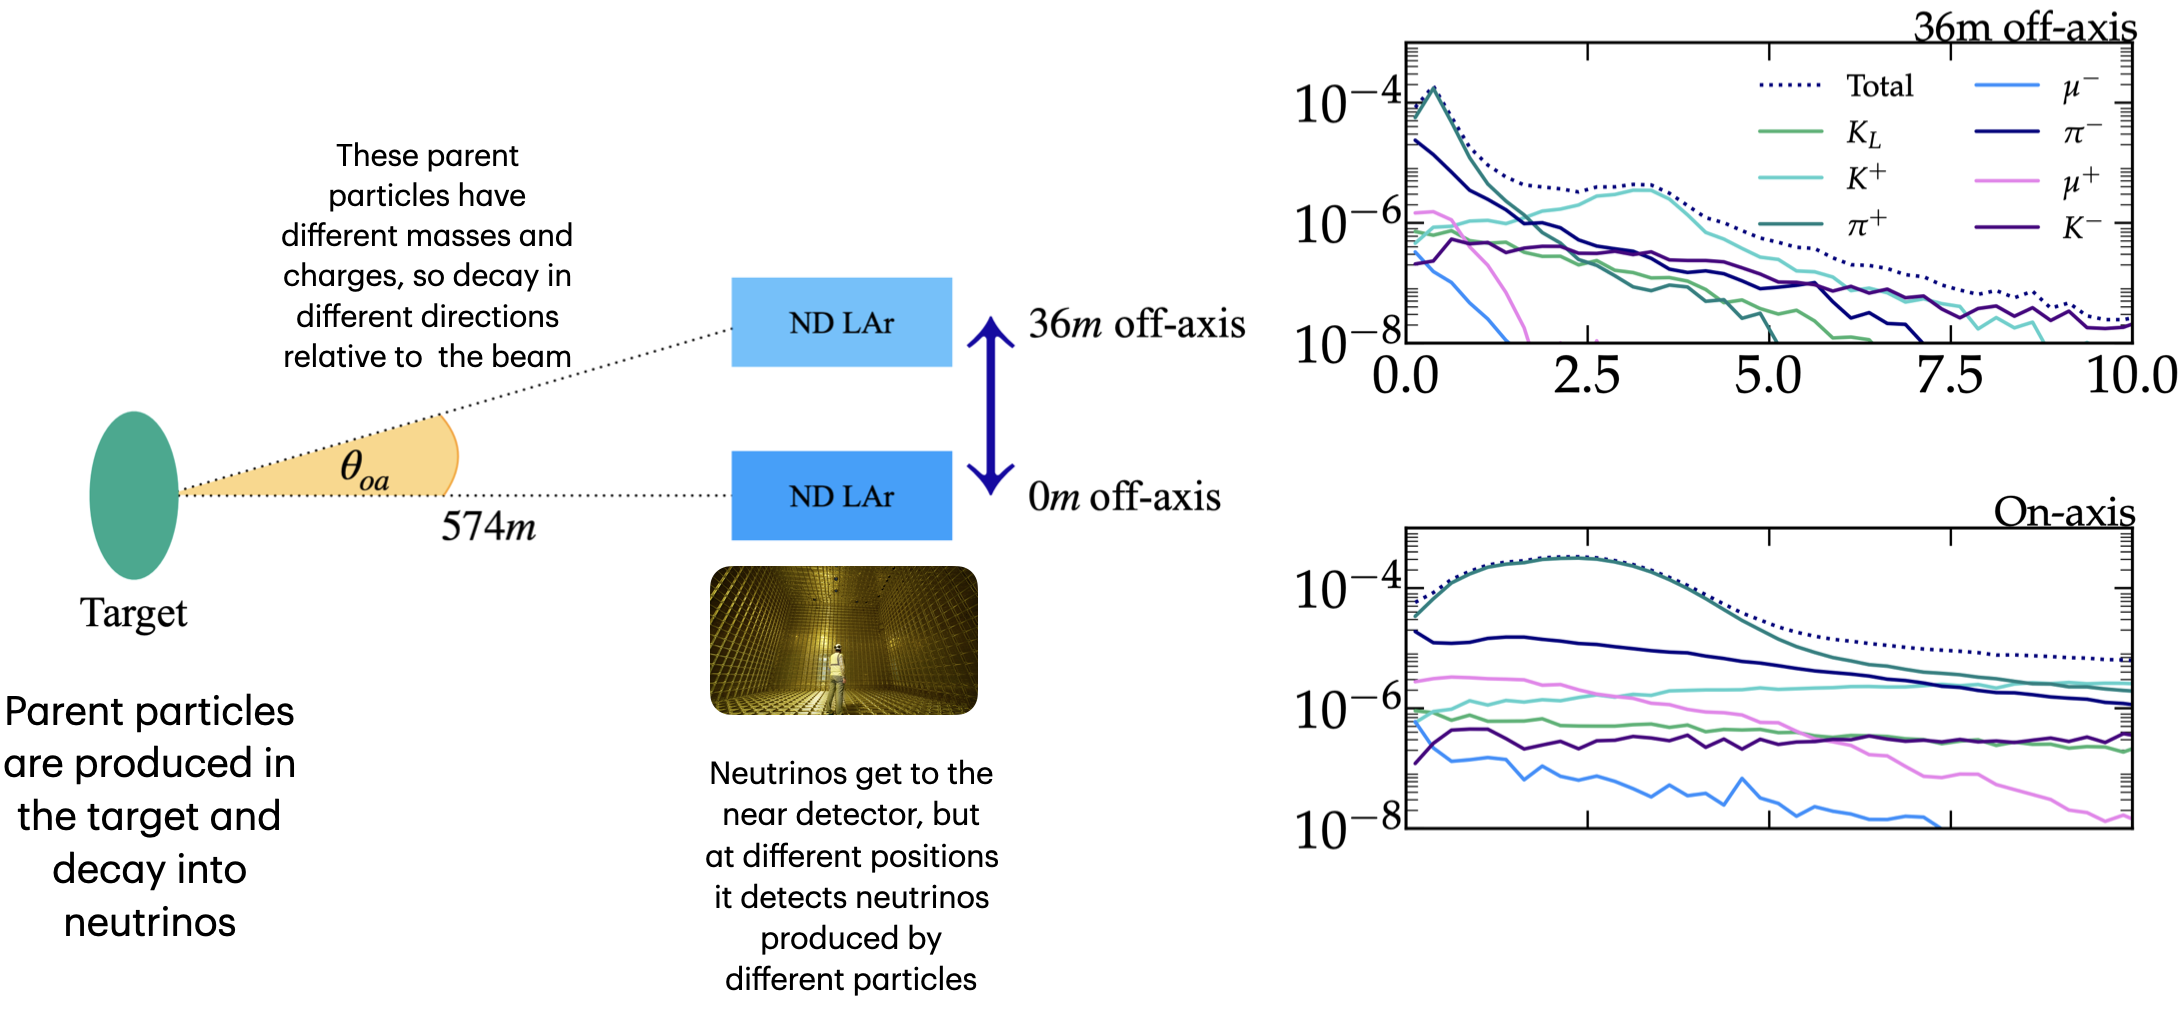 These parent
particles have
different masses and
charges, so decay in
different directions
relative to the beam
θoa
574m
Target
Parent particles
are produced in
the target and
decay into
neutrinos
ND LAr
36m off-axis
ND LAr
0m off-axis
Neutrinos get to the
near detector, but
at different positions
it detects neutrinos
produced by
different particles
36m off-axis
10−4
10−6
10−8
0.0 2.5 5.0 7.5 10.0
Total
KL
K+
π+
μ−
π−
μ+
K−
On-axis
10−4
10−6
10−8